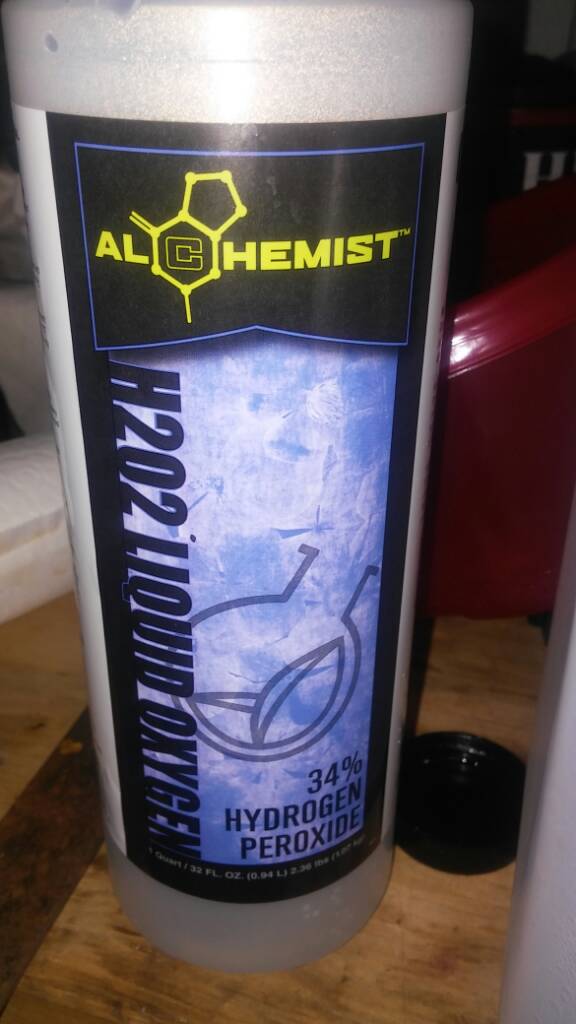 ALCHEMIST™
H2O2 LIQUID OXYGEN
34%
HYDROGEN
PEROXIDE
1 Quart / 32 FL. OZ. (0.94 L) 2.36 lbs (1.07 kg)
H